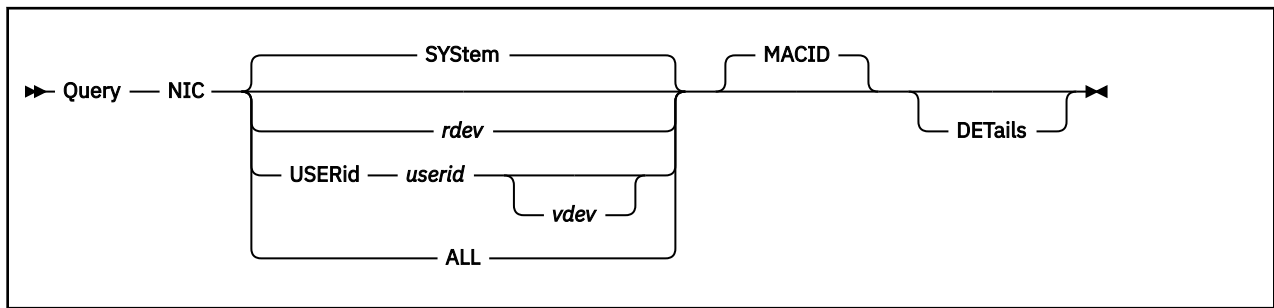 SYStem MACID
Query NIC
rdev DETails
USERid userid
vdev
ALL